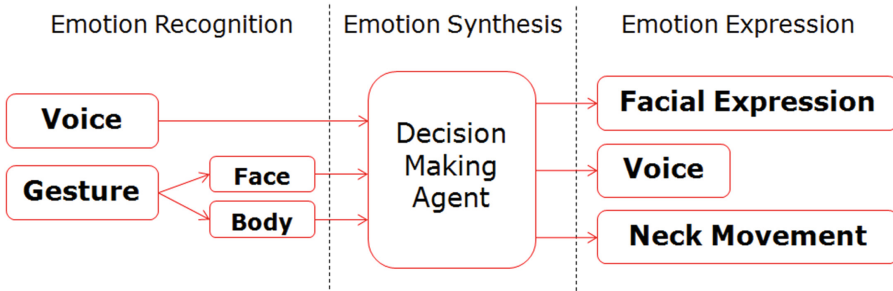 Emotion Recognition
Emotion Synthesis
Emotion Expression
Voice
Gesture
Face
Body
Decision
Making
Agent
Facial Expression
Voice
Neck Movement